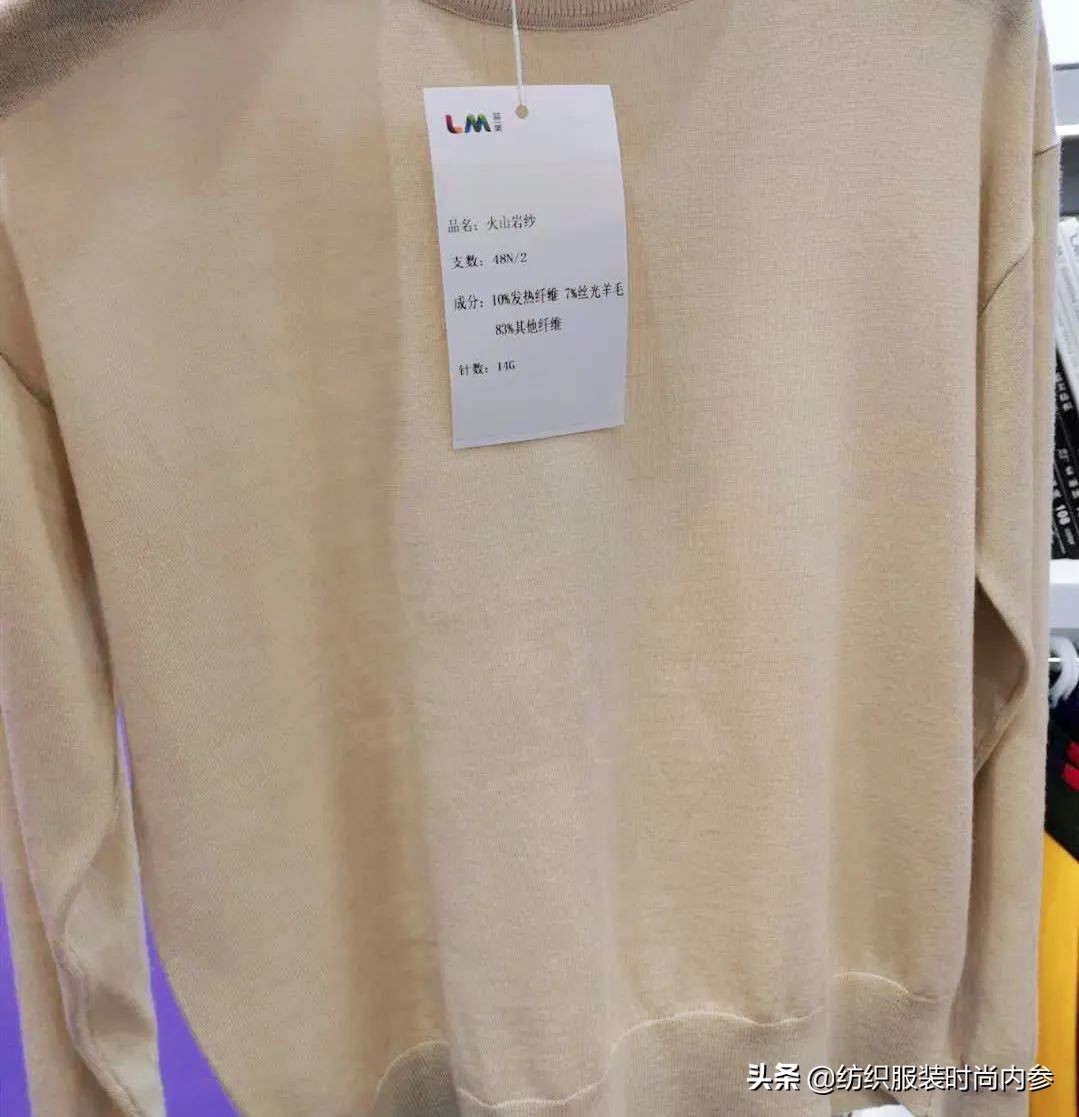 LM
品名：火山岩纱
支数：48N/2
成分：10%发热纤维 7%丝光羊毛
83%其他纤维
针数：14G
头条 @纺织服装时尚内参